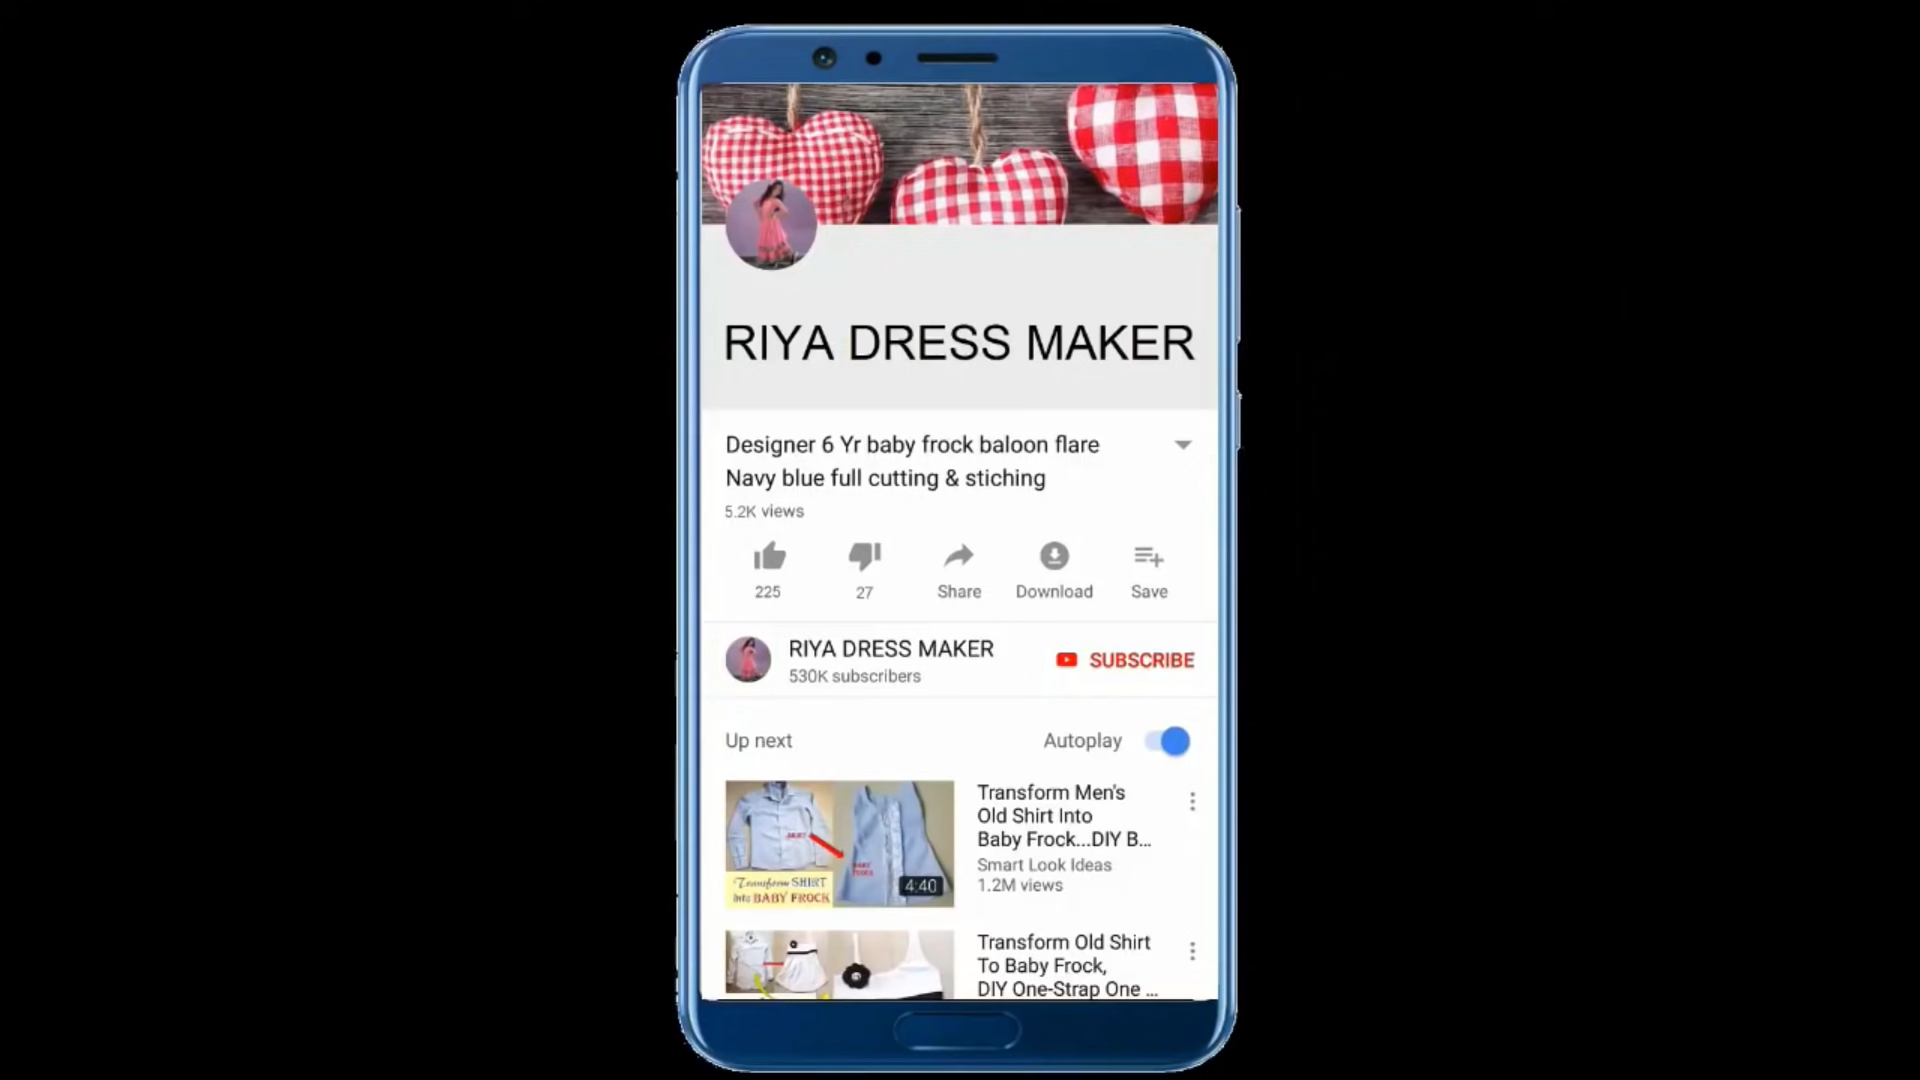 RIYA DRESS MAKER
Designer 6 Yr baby frock baloon flare
Navy blue full cutting & stiching
5.2K views
225
27
Share
Download
Save
RIYA DRESS MAKER
530K subscribers
SUBSCRIBE
Up next
Autoplay
Transform SHIRT
Into BABY FROCK
SHIRT
BABY
FROCK
4:40
Transform Men's
Old Shirt Into
Baby Frock...DIY B...
Smart Look Ideas
1.2M views
Transform Old Shirt
To Baby Frock,
DIY One-Strap One ...